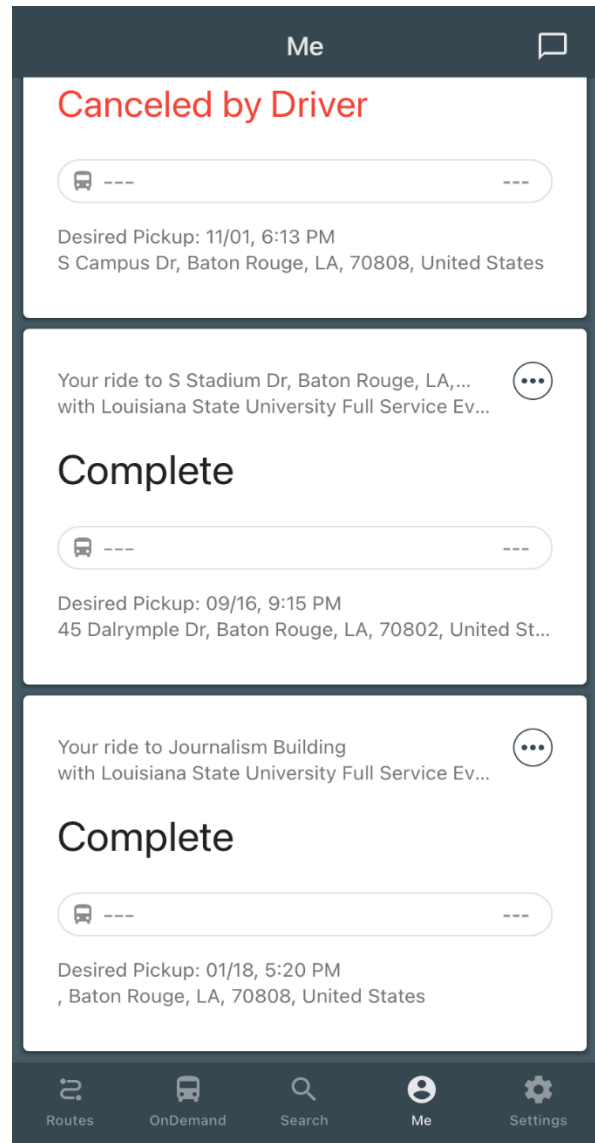 Me
Canceled by Driver
--- ---
Desired Pickup: 11/01, 6:13 PM
S Campus Dr, Baton Rouge, LA, 70808, United States
Your ride to S Stadium Dr, Baton Rouge, LA,...
with Louisiana State University Full Service Ev...
Complete
--- ---
Desired Pickup: 09/16, 9:15 PM
45 Dalrymple Dr, Baton Rouge, LA, 70802, United St...
Your ride to Journalism Building
with Louisiana State University Full Service Ev...
Complete
--- ---
Desired Pickup: 01/18, 5:20 PM
, Baton Rouge, LA, 70808, United States
Routes OnDemand Search Me Settings